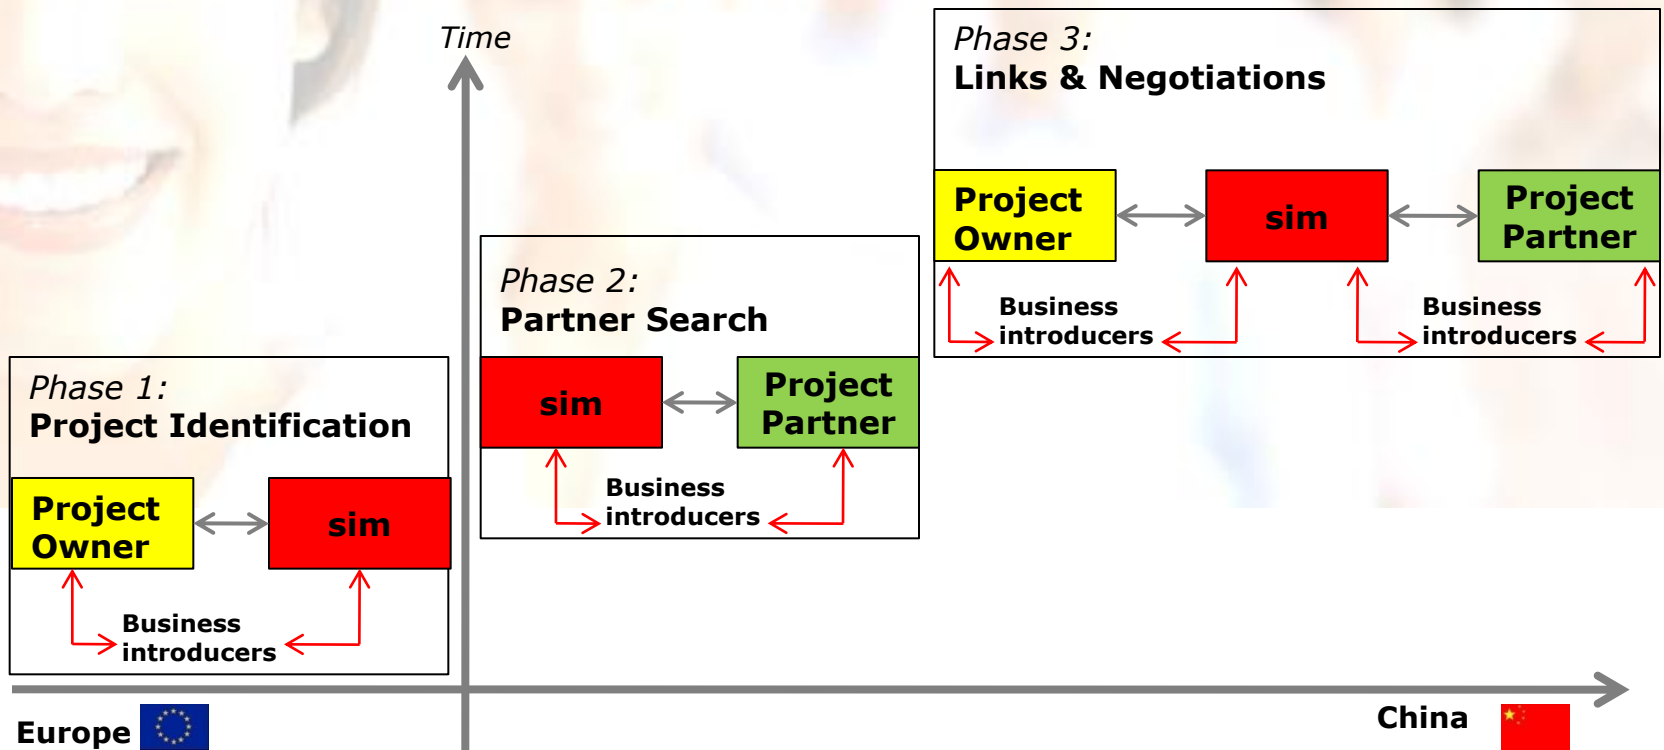 Time
Phase 3:
Links & Negotiations
Project
Owner
sim
Project
Partner
Business
introducers
Business
introducers
Phase 2:
Partner Search
sim
Project
Partner
Business
introducers
Phase 1:
Project Identification
Project
Owner
sim
Business
introducers
Europe
China